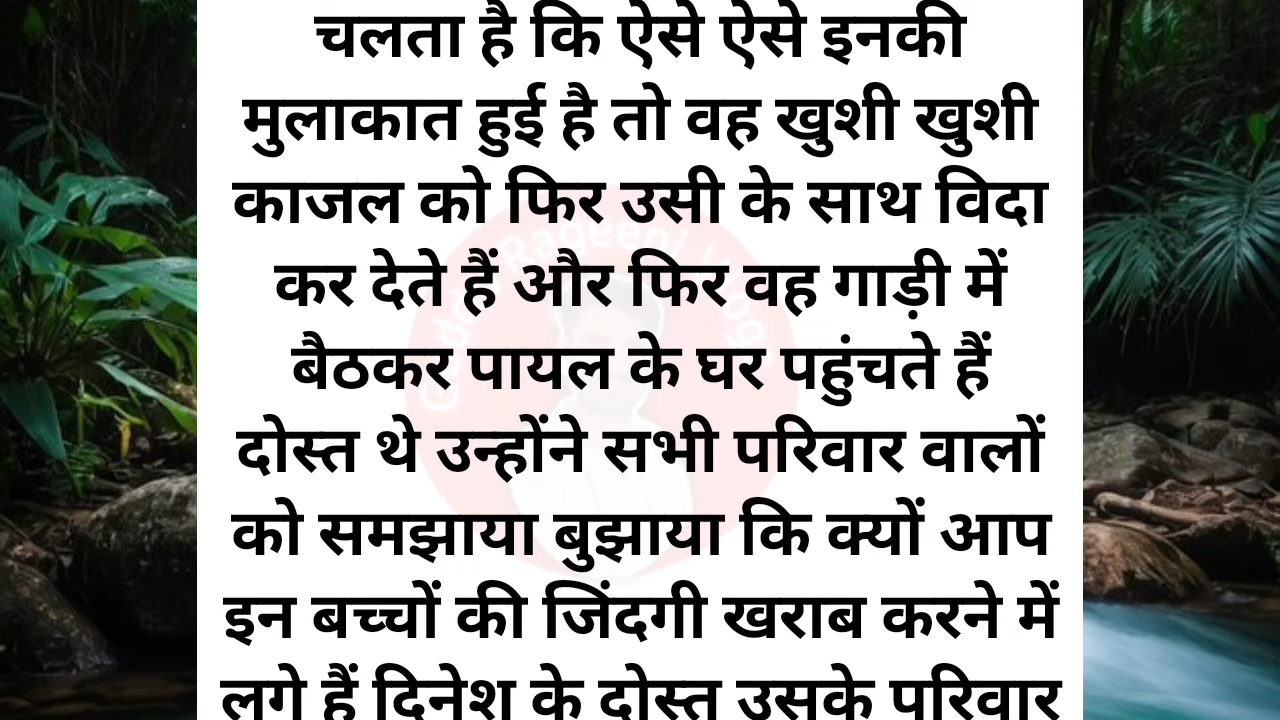 चलता है कि ऐसे ऐसे इनकी
मुलाकात हुई है तो वह खुशी खुशी
काजल को फिर उसी के साथ विदा
कर देते हैं और फिर वह गाड़ी में
बैठकर पायल के घर पहुंचते हैं
दोस्त थे उन्होंने सभी परिवार वालों
को समझाया बुझाया कि क्यों आप
इन बच्चों की जिंदगी खराब करने में
लगे हैं दिनेश के दोस्त उसके परिवार
Rageeni